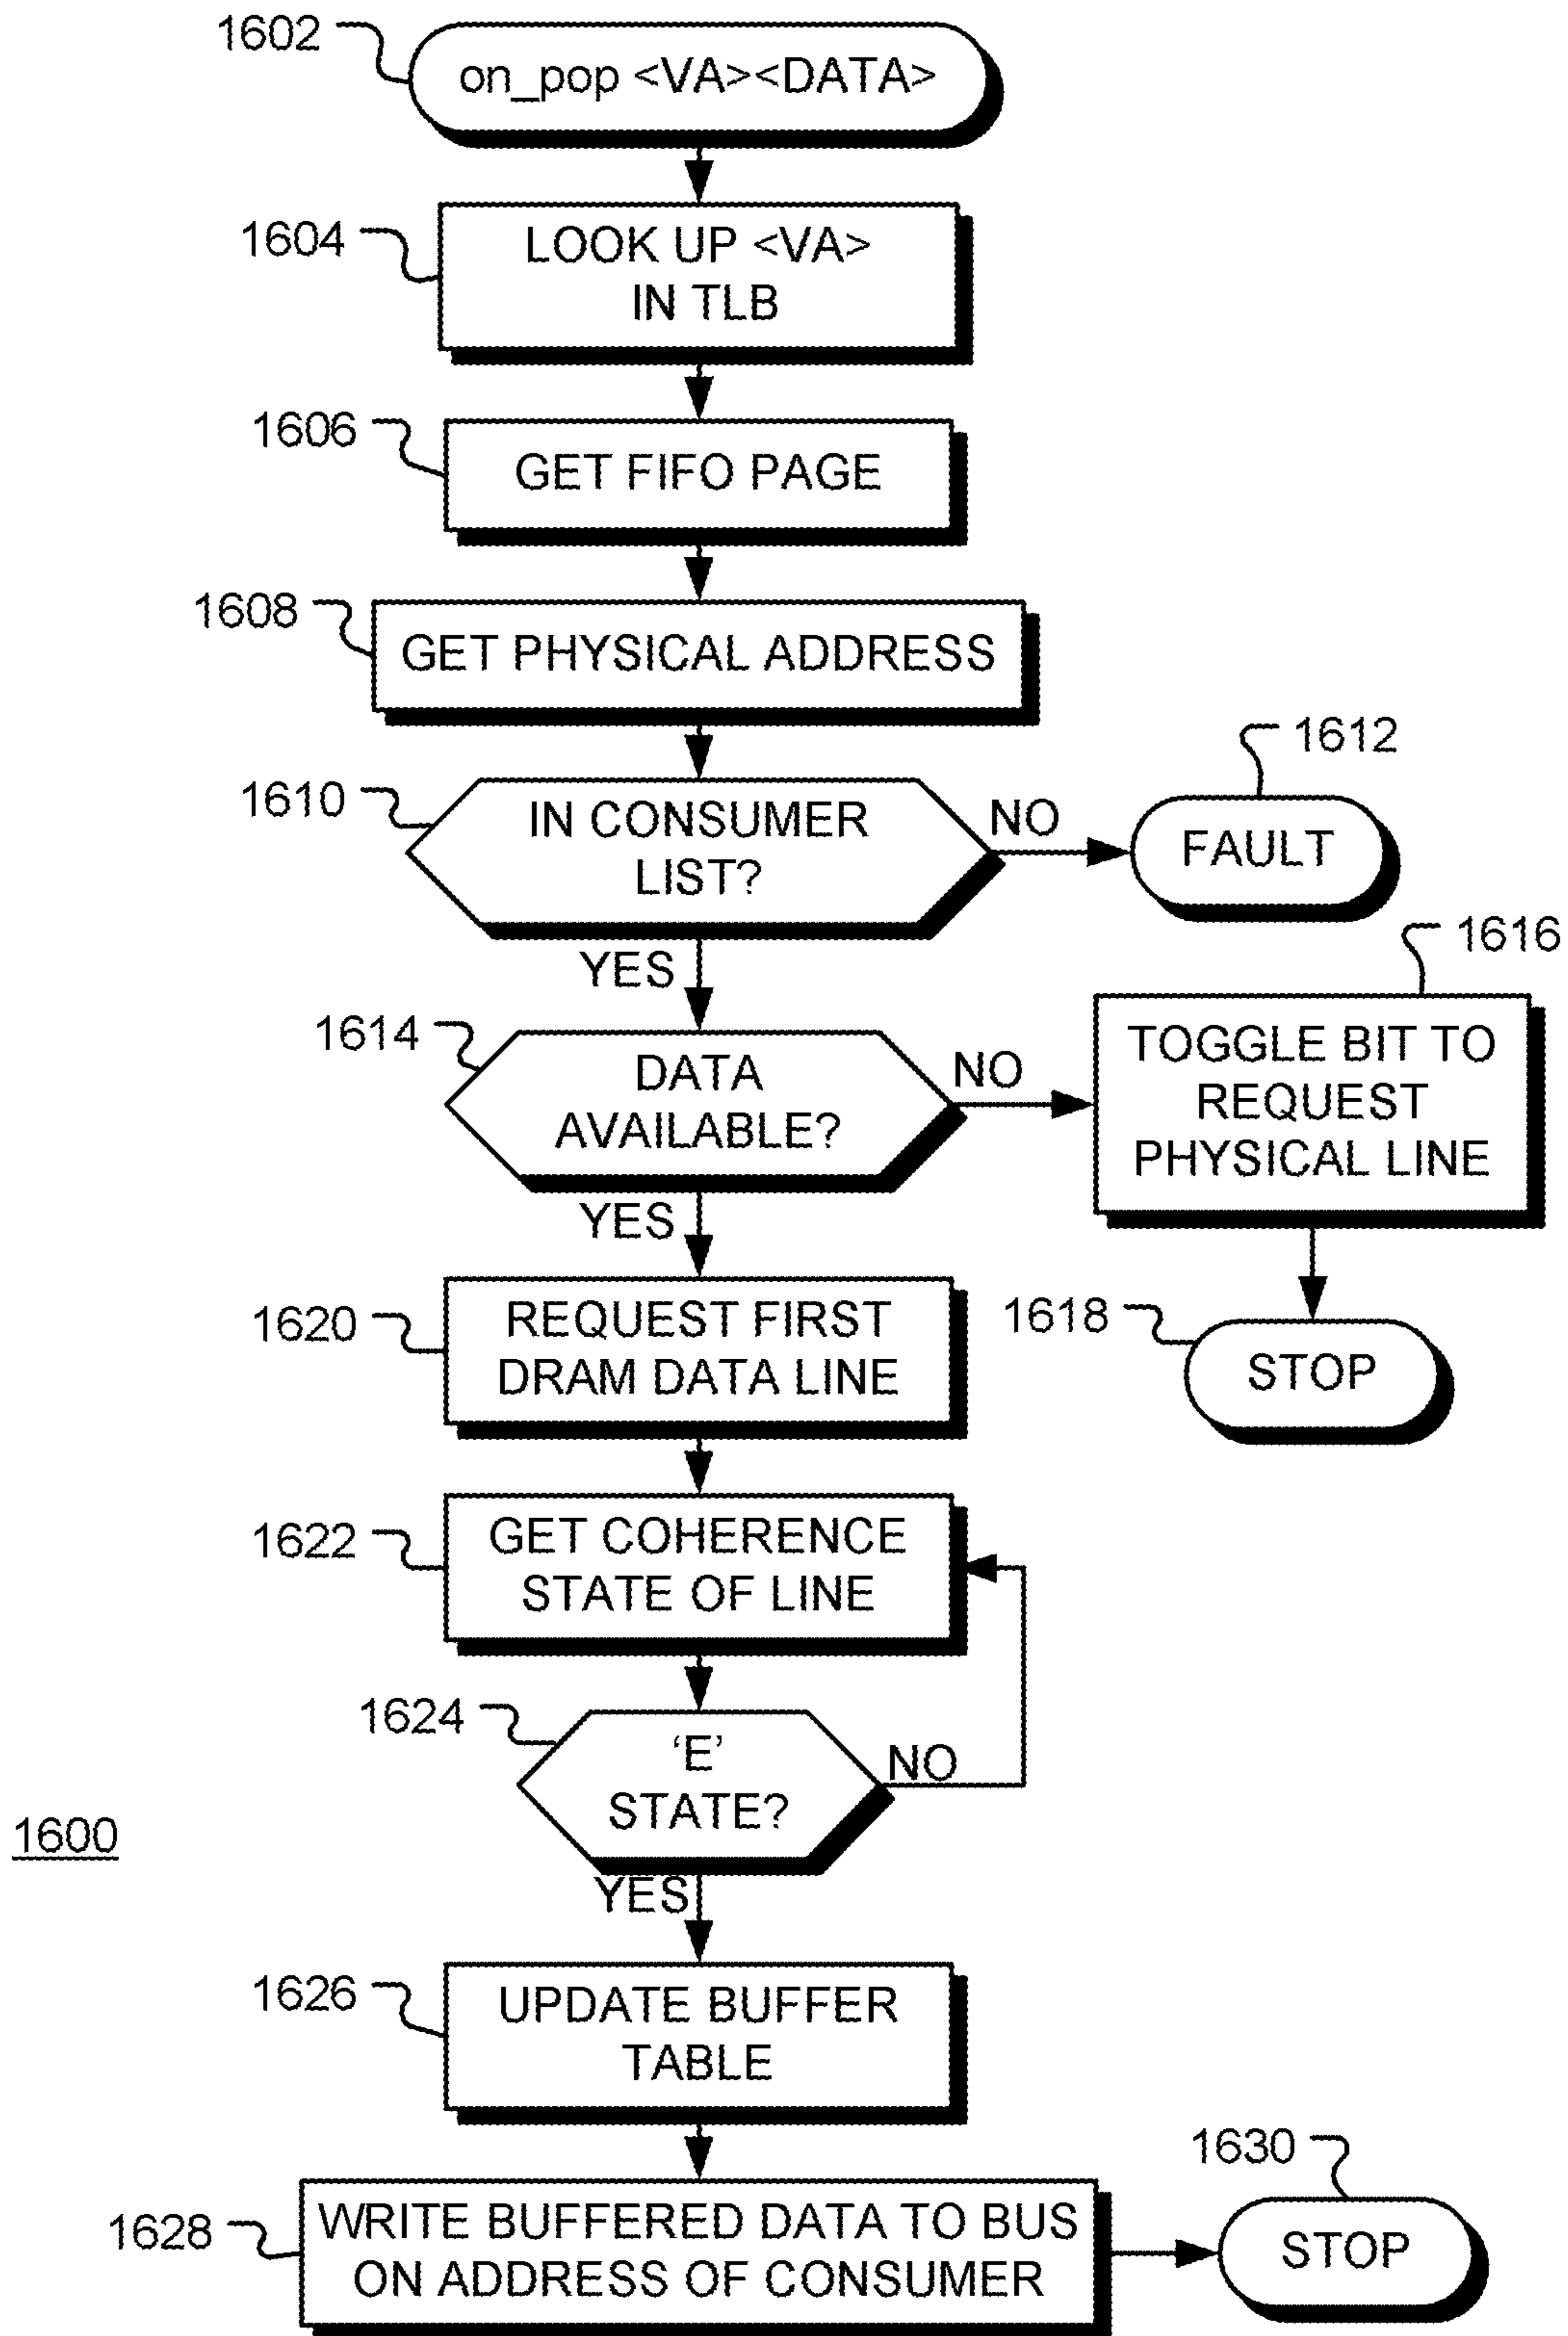 1602
on_pop <VA><DATA>
1604
LOOK UP <VA>
IN TLB
1606
GET FIFO PAGE
1608
GET PHYSICAL ADDRESS
1610
IN CONSUMER
LIST?
NO
1612
FAULT
YES
1614
DATA
AVAILABLE?
NO
1616
TOGGLE BIT TO
REQUEST
PHYSICAL LINE
1618
STOP
YES
1620
REQUEST FIRST
DRAM DATA LINE
1622
GET COHERENCE
STATE OF LINE
1624
‘E’
STATE?
NO
1600
YES
1626
UPDATE BUFFER
TABLE
1628
WRITE BUFFERED DATA TO BUS
ON ADDRESS OF CONSUMER
1630
STOP